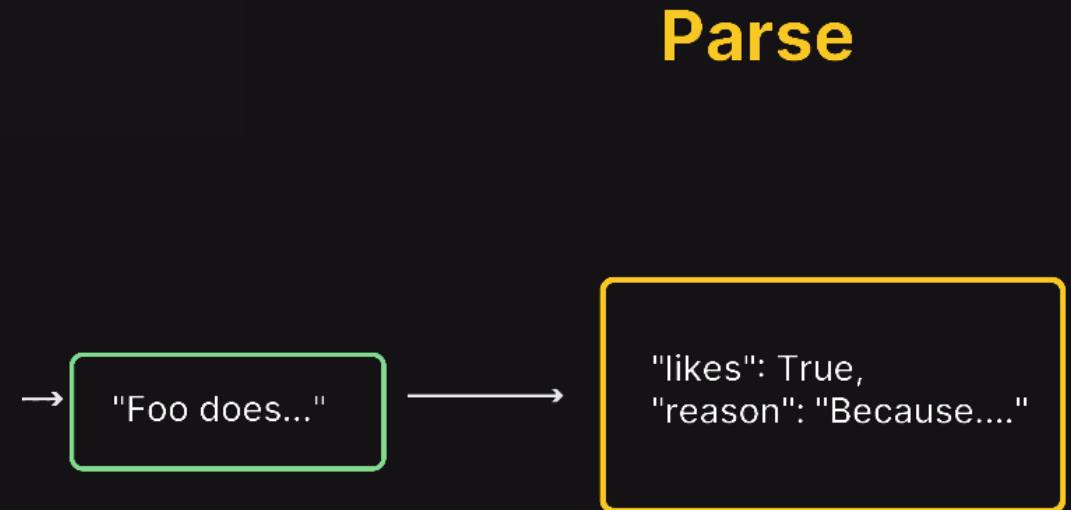 Parse
"Foo does..."
"likes": True,
"reason": "Because...."